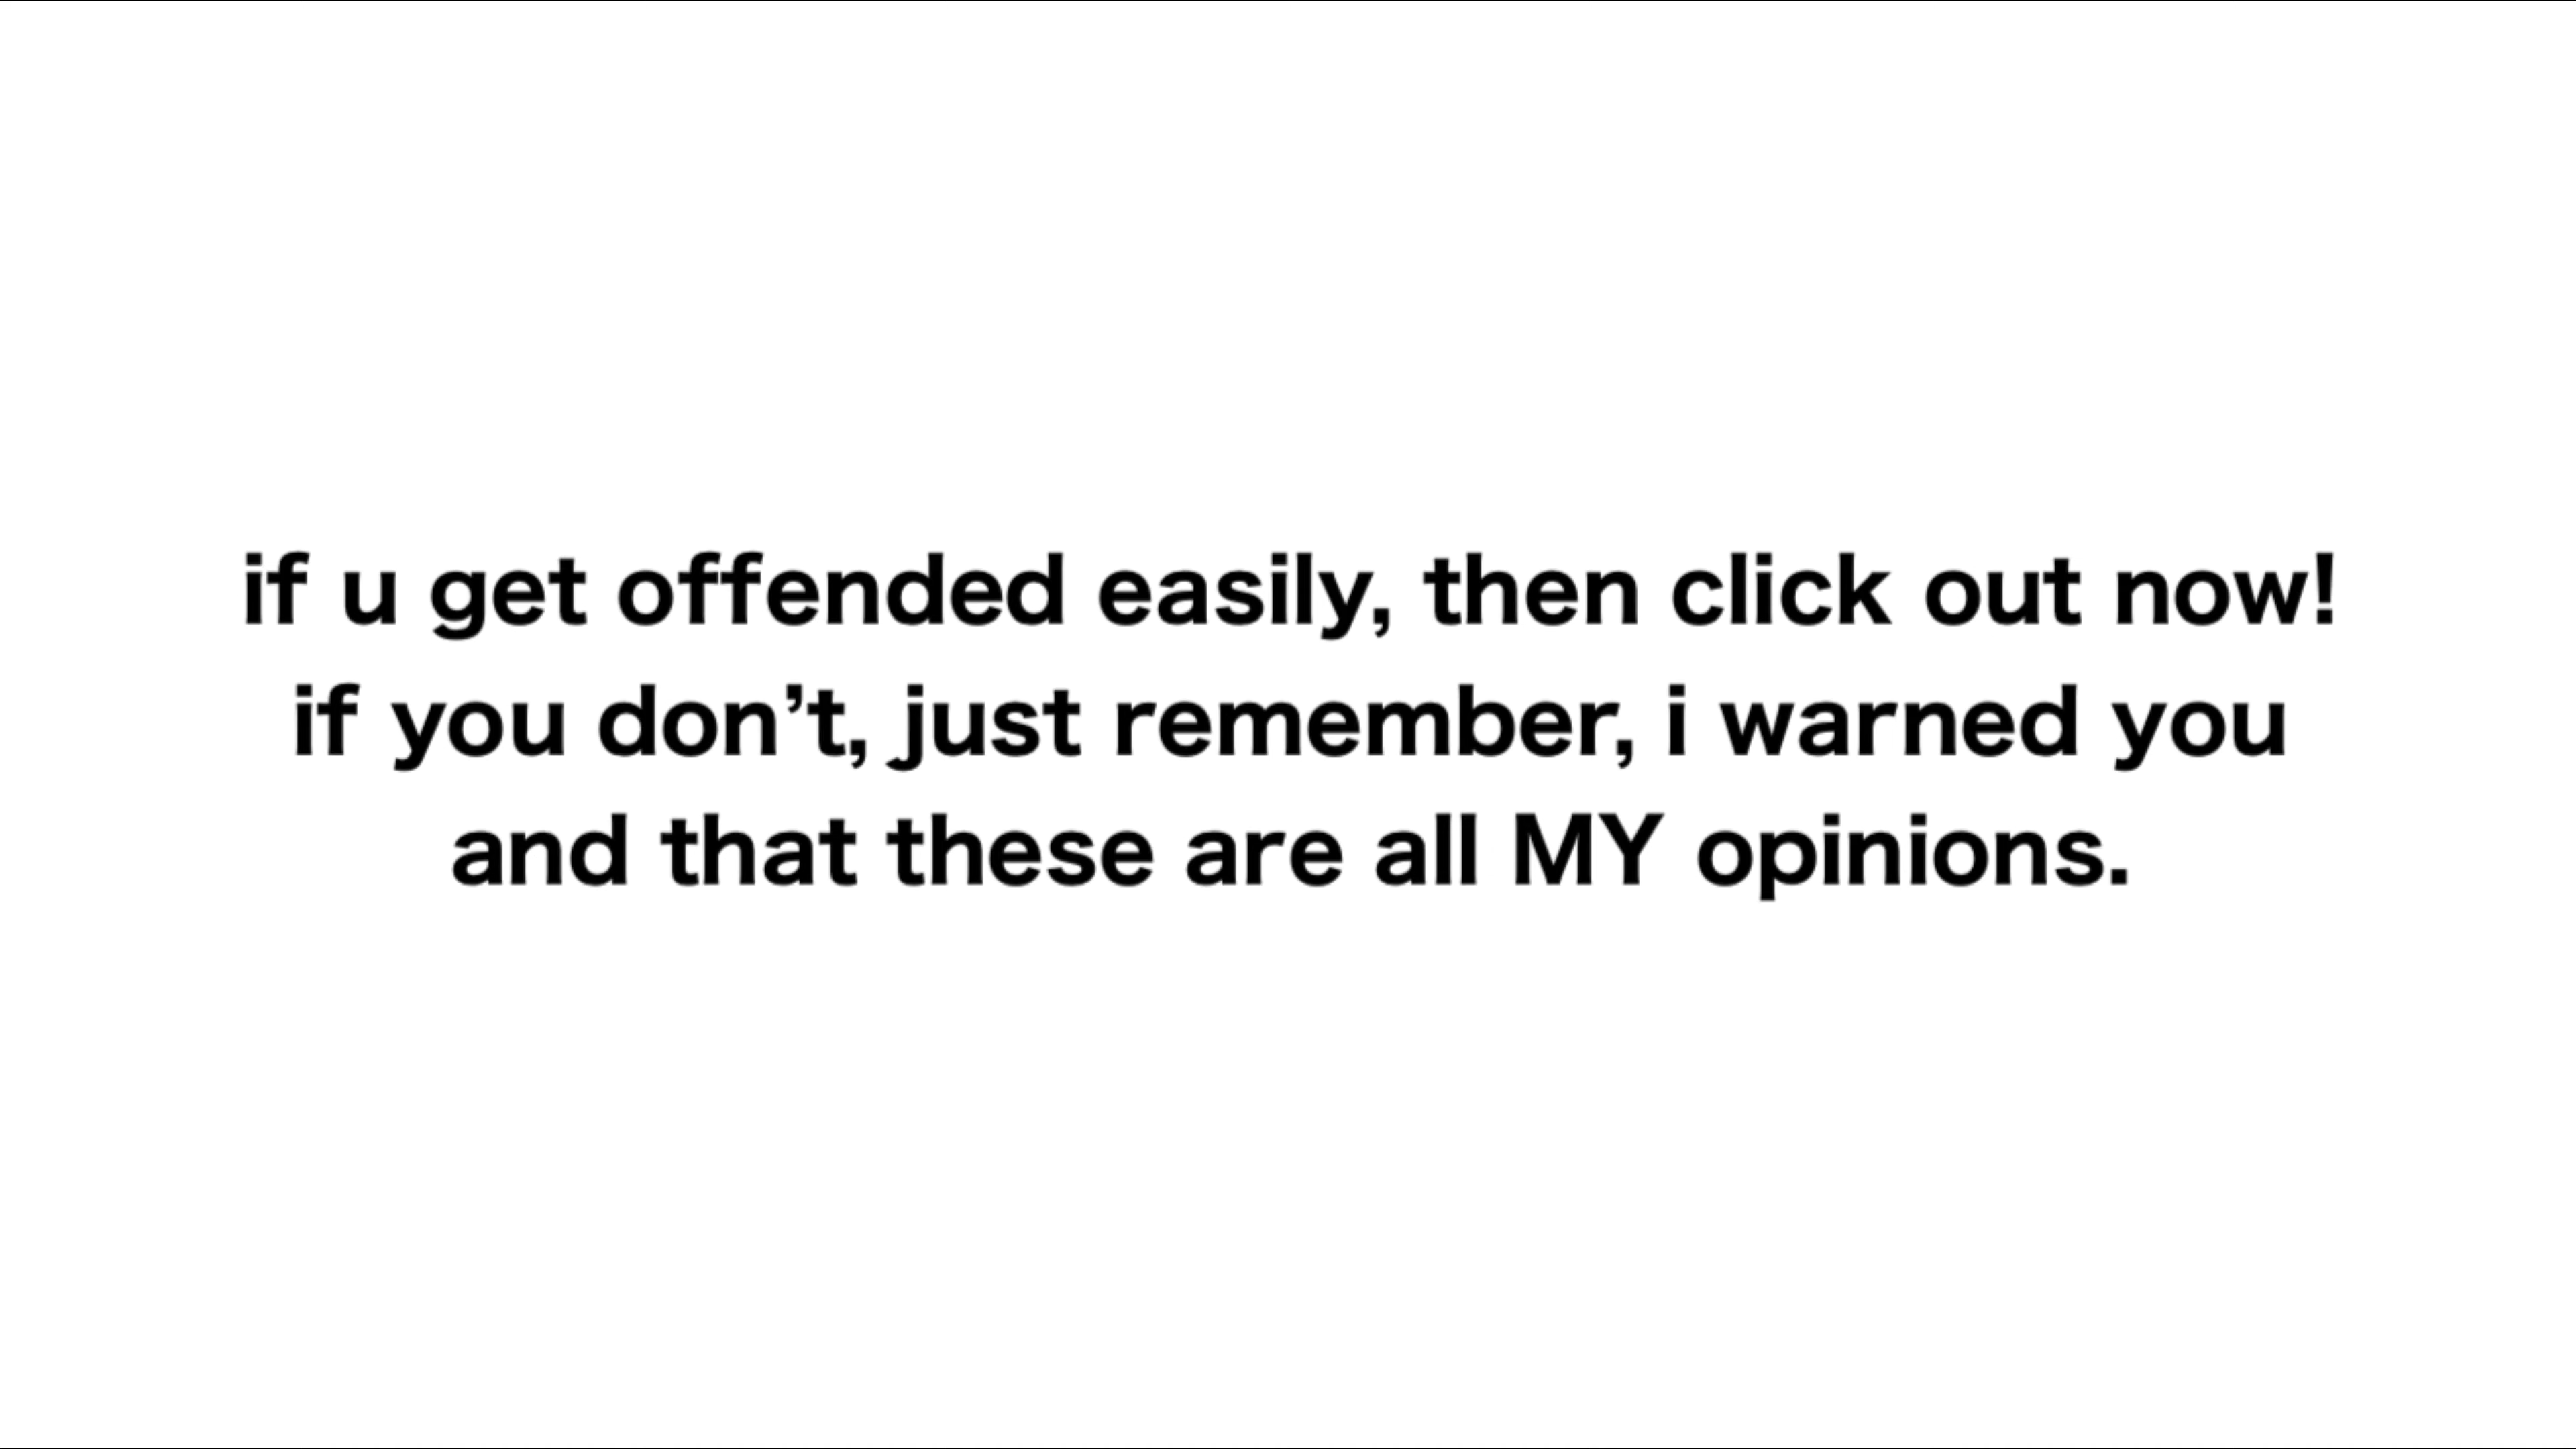 if u get offended easily, then click out now!
if you don’t, just remember, i warned you
and that these are all MY opinions.